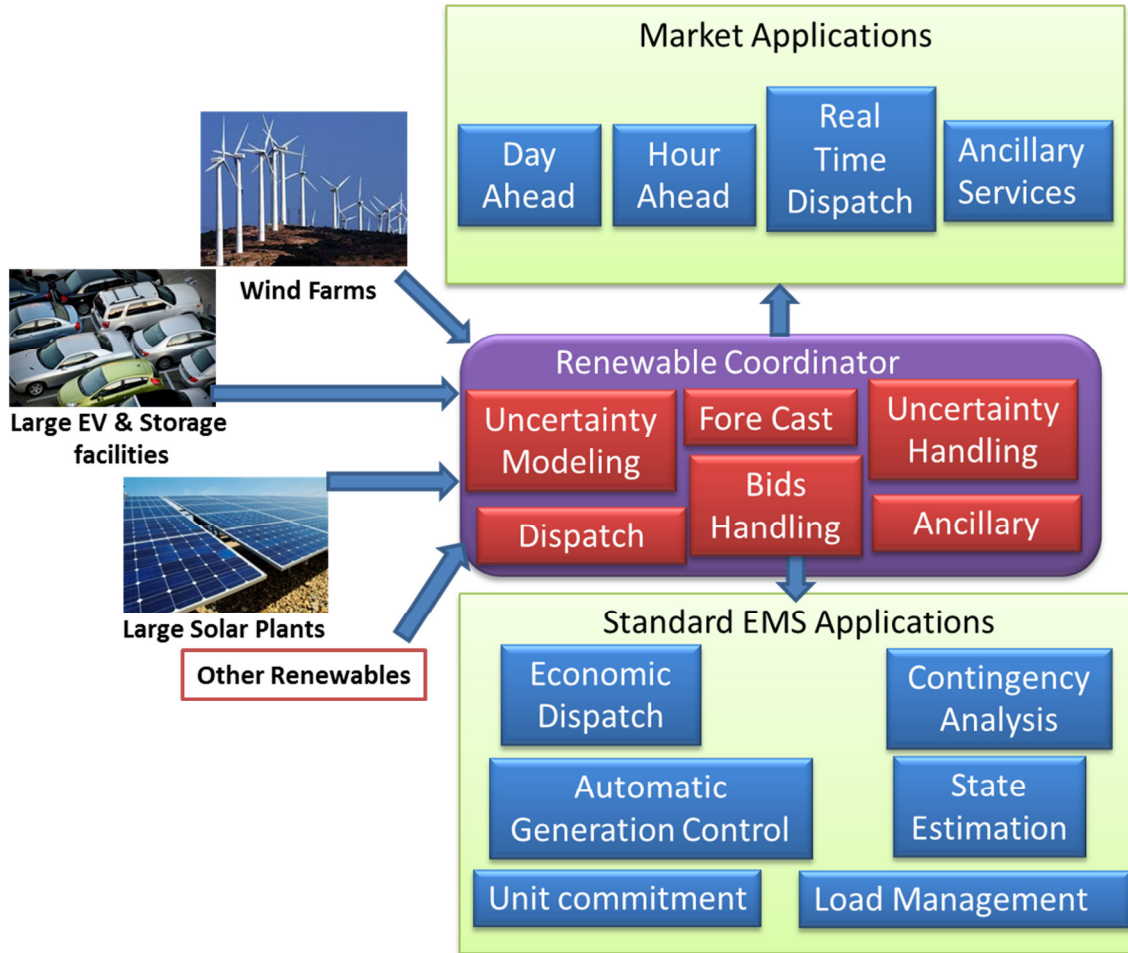 Market Applications
Day
Ahead
Hour
Ahead
Real
Time
Dispatch
Ancillary
Services
Wind Farms
Large EV & Storage
facilities
Large Solar Plants
Other Renewables
Renewable Coordinator
Uncertainty
Modeling
Fore Cast
Uncertainty
Handling
Dispatch
Bids
Handling
Ancillary
Standard EMS Applications
Economic
Dispatch
Contingency
Analysis
Automatic
Generation Control
State
Estimation
Unit commitment
Load Management